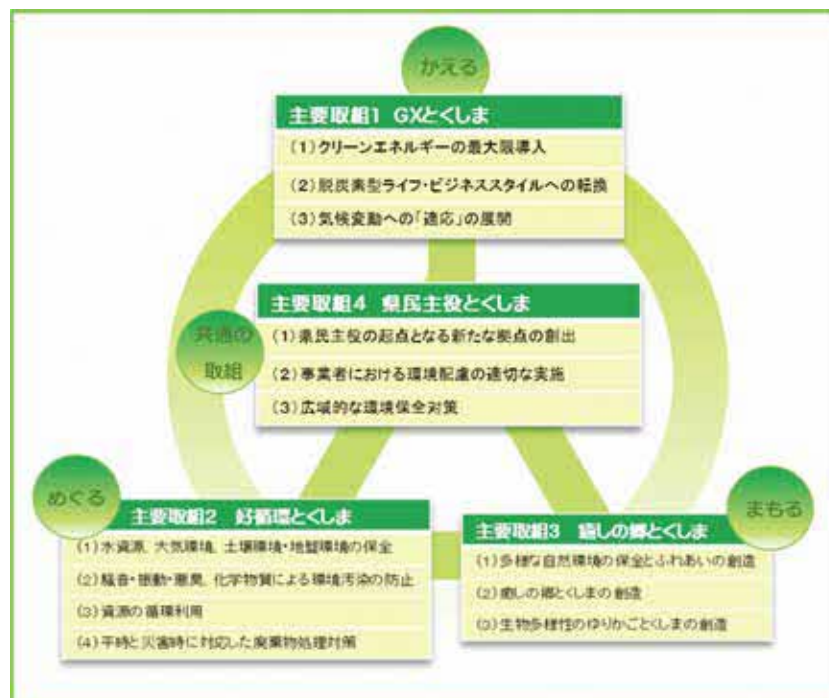 かえる
主要取組1 GXとくしま
(1)クリーンエネルギーの最大限導入
(2)脱炭素型ライフ・ビジネススタイルへの転換
(3)気候変動への「適応」の展開
共通の
取組
主要取組4 県民主役とくしま
(1)県民主役の起点となる新たな拠点の創出
(2)事業者における環境配慮の適切な実施
(3)広域的な環境保全対策
めぐる
主要取組2 好循環とくしま
(1)水資源、大気環境、土壌環境・地盤環境の保全
(2)騒音・振動・悪臭、化学物質による環境汚染の防止
(3)資源の循環利用
(4)平時と災害時に対応した廃棄物処理対策
まもる
主要取組3 癒しの郷とくしま
(1)多様な自然環境の保全とふれあいの創造
(2)癒しの郷とくしまの創造
(3)生物多様性のゆりかごとくしまの創造